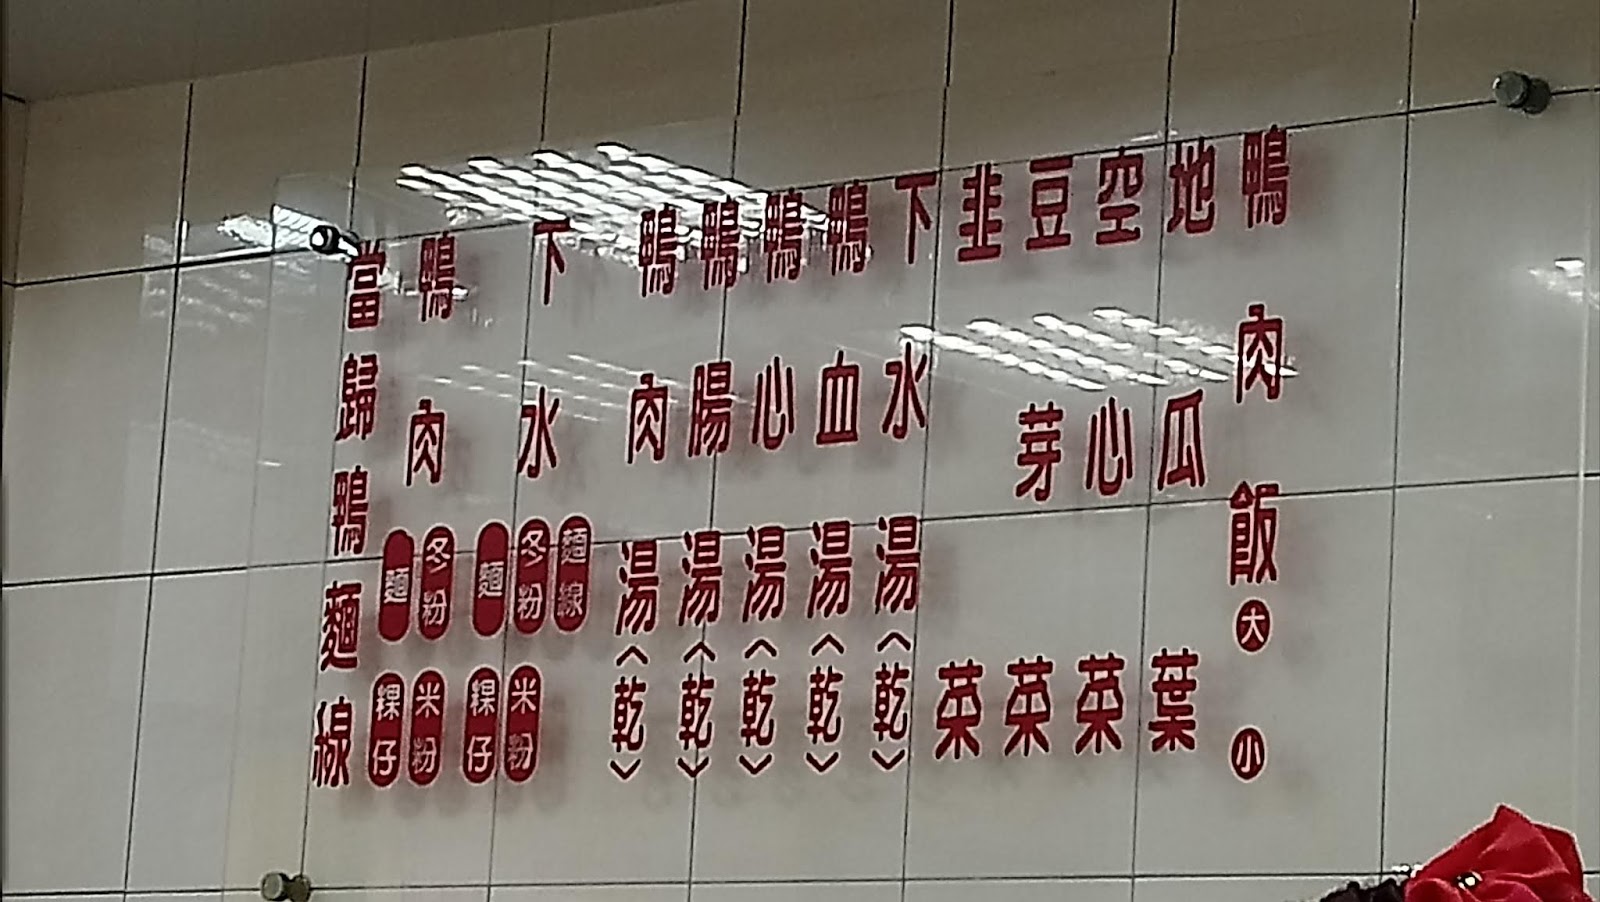 鴨肉飯 大 小
地瓜葉
空心菜
豆芽菜
韭菜
下水湯〈乾〉
鴨血湯〈乾〉
鴨心湯〈乾〉
鴨腸湯〈乾〉
鴨肉湯〈乾〉
下水
麵線
冬粉 米粉
麵 粿仔
鴨肉
冬粉 米粉
麵 粿仔
當歸鴨麵線